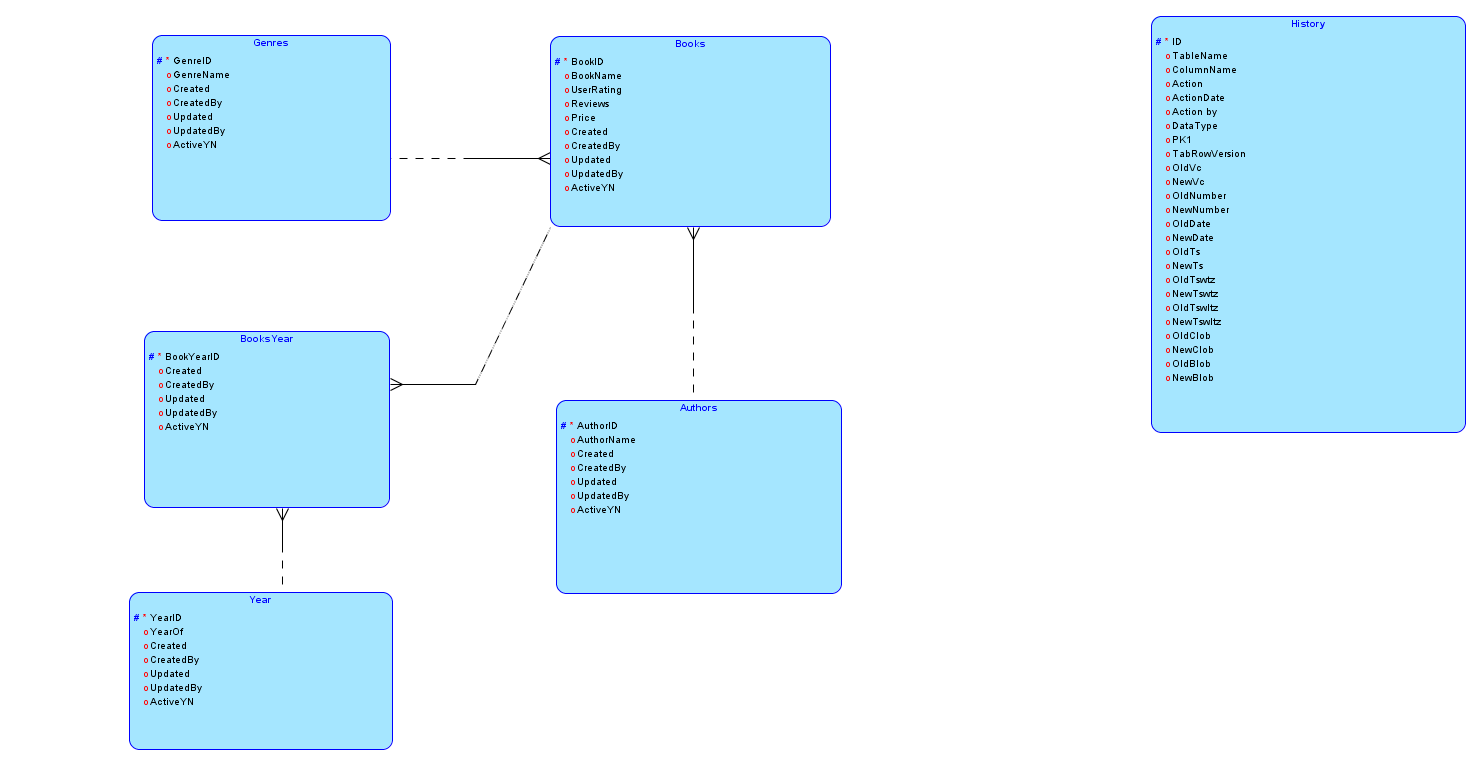 Genres
# * GenreID
o GenreName
o Created
o CreatedBy
o Updated
o UpdatedBy
o ActiveYN
Books
# * BookID
o BookName
o UserRating
o Reviews
o Price
o Created
o CreatedBy
o Updated
o UpdatedBy
o ActiveYN
History
# * ID
o TableName
o ColumnName
o Action
o ActionDate
o Action by
o DataType
o PK1
o TabRowVersion
o OldVc
o NewVc
o OldNumber
o NewNumber
o OldDate
o NewDate
o OldTs
o NewTs
o OldTswtz
o NewTswtz
o OldTswltz
o NewTswltz
o OldClob
o NewClob
o OldBlob
o NewBlob
BooksYear
# * BookYearID
o Created
o CreatedBy
o Updated
o UpdatedBy
o ActiveYN
Authors
# * AuthorID
o AuthorName
o Created
o CreatedBy
o Updated
o UpdatedBy
o ActiveYN
Year
# * YearID
o YearOf
o Created
o CreatedBy
o Updated
o UpdatedBy
o ActiveYN